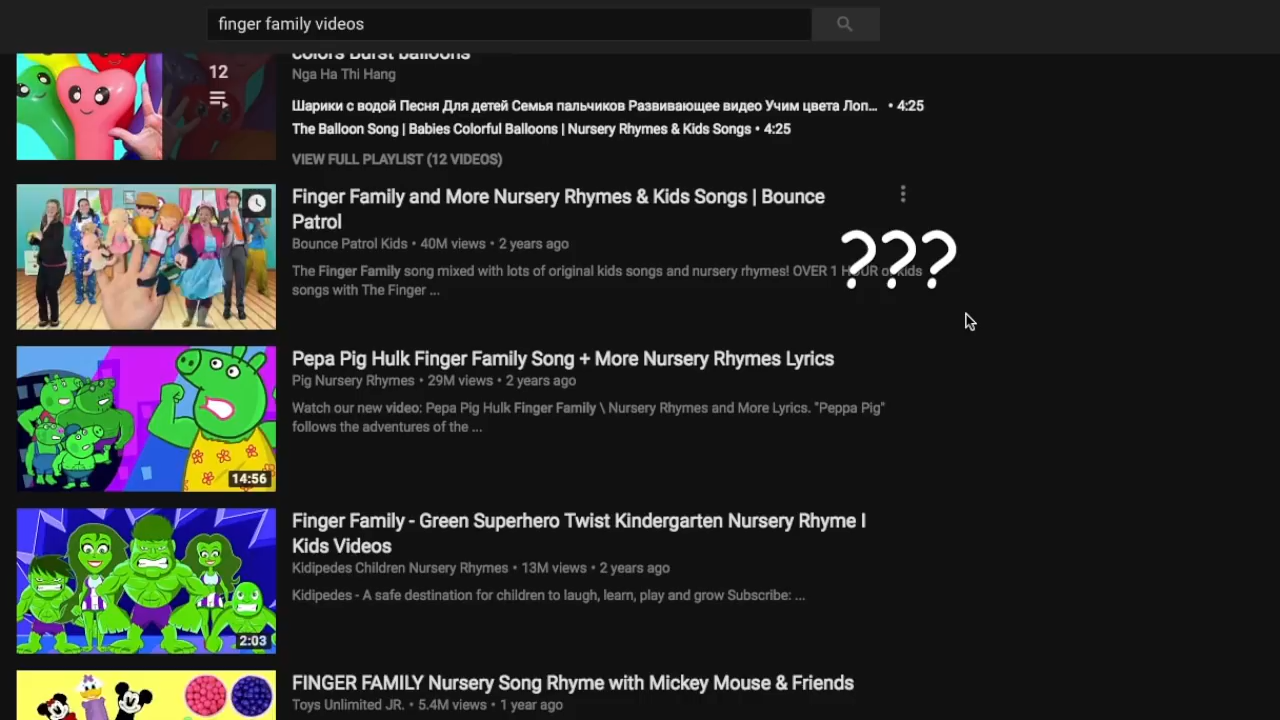 finger family videos
colors Burst balloons
12
Nga Ha Thi Hang
Шарики с водой Песня Для детей Семья пальчиков Развивающее видео Учим цвета Лоп... • 4:25
The Balloon Song | Babies Colorful Balloons | Nursery Rhymes & Kids Songs • 4:25
VIEW FULL PLAYLIST (12 VIDEOS)
Finger Family and More Nursery Rhymes & Kids Songs | Bounce
Patrol
Bounce Patrol Kids • 40M views • 2 years ago
???
The Finger Family song mixed with lots of original kids songs and nursery rhymes! OVER 1 HOUR of kids
songs with The Finger ...
Pepa Pig Hulk Finger Family Song + More Nursery Rhymes Lyrics
Pig Nursery Rhymes • 29M views • 2 years ago
Watch our new video: Pepa Pig Hulk Finger Family \ Nursery Rhymes and More Lyrics. "Peppa Pig"
follows the adventures of the ...
14:56
Finger Family - Green Superhero Twist Kindergarten Nursery Rhyme I
Kids Videos
Kidipedes Children Nursery Rhymes • 13M views • 2 years ago
Kidipedes - A safe destination for children to laugh, learn, play and grow Subscribe: ...
2:03
FINGER FAMILY Nursery Song Rhyme with Mickey Mouse & Friends
Toys Unlimited JR. • 5.4M views • 1 year ago